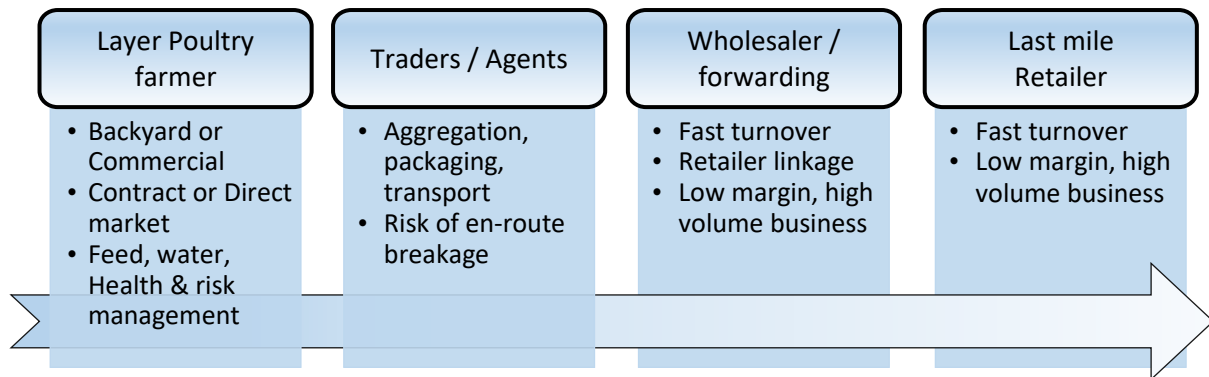 Layer Poultry
farmer
• Backyard or
Commercial
• Contract or Direct
market
• Feed, water,
Health & risk
management
Traders / Agents
• Aggregation,
packaging,
transport
• Risk of en-route
breakage
Wholesaler /
forwarding
• Fast turnover
• Retailer linkage
• Low margin, high
volume business
Last mile
Retailer
• Fast turnover
• Low margin, high
volume business